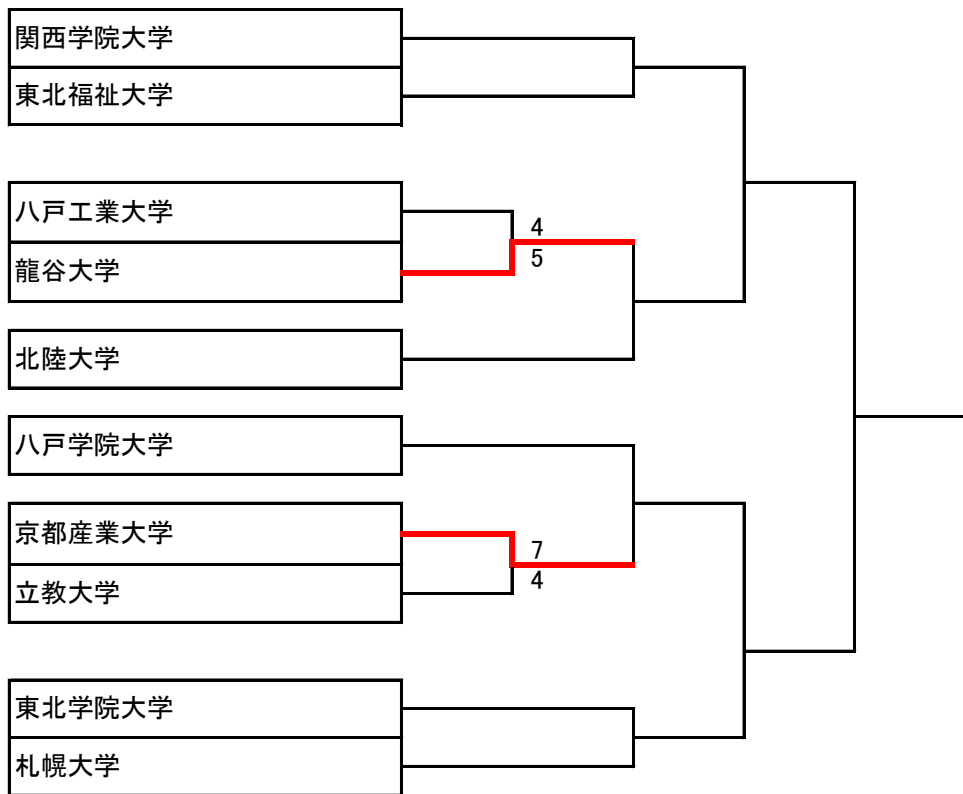 関西学院大学
東北福祉大学
八戸工業大学
4
龍谷大学
5
北陸大学
八戸学院大学
京都産業大学
7
立教大学
4
東北学院大学
札幌大学